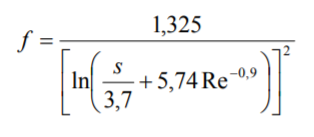 f = 1,325 / [ln(s/3,7 + 5,74 Re^−0,9)]^2